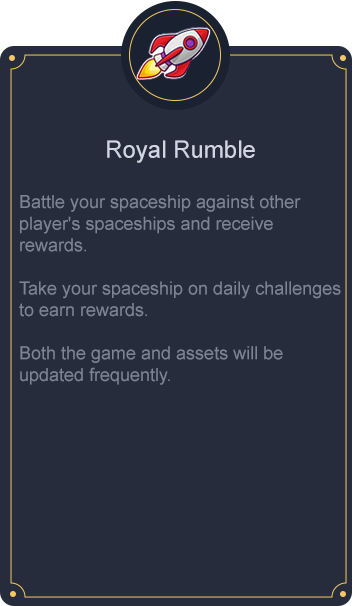 Royal Rumble
Battle your spaceship against other
player's spaceships and receive
rewards.
Take your spaceship on daily challenges
to earn rewards.
Both the game and assets will be
updated frequently.